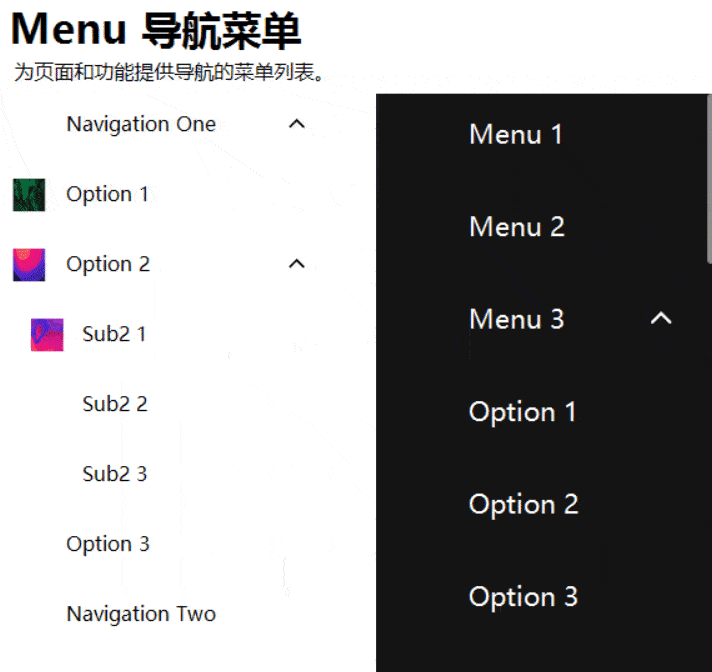 Menu 导航菜单
为页面和功能提供导航的菜单列表。
Navigation One
Option 1
Option 2
Sub2 1
Sub2 2
Sub2 3
Option 3
Navigation Two
Menu 1
Menu 2
Menu 3
Option 1
Option 2
Option 3